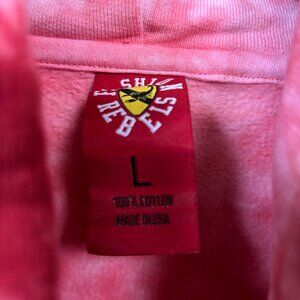 REBELS
L
100% COTTON
MADE IN USA